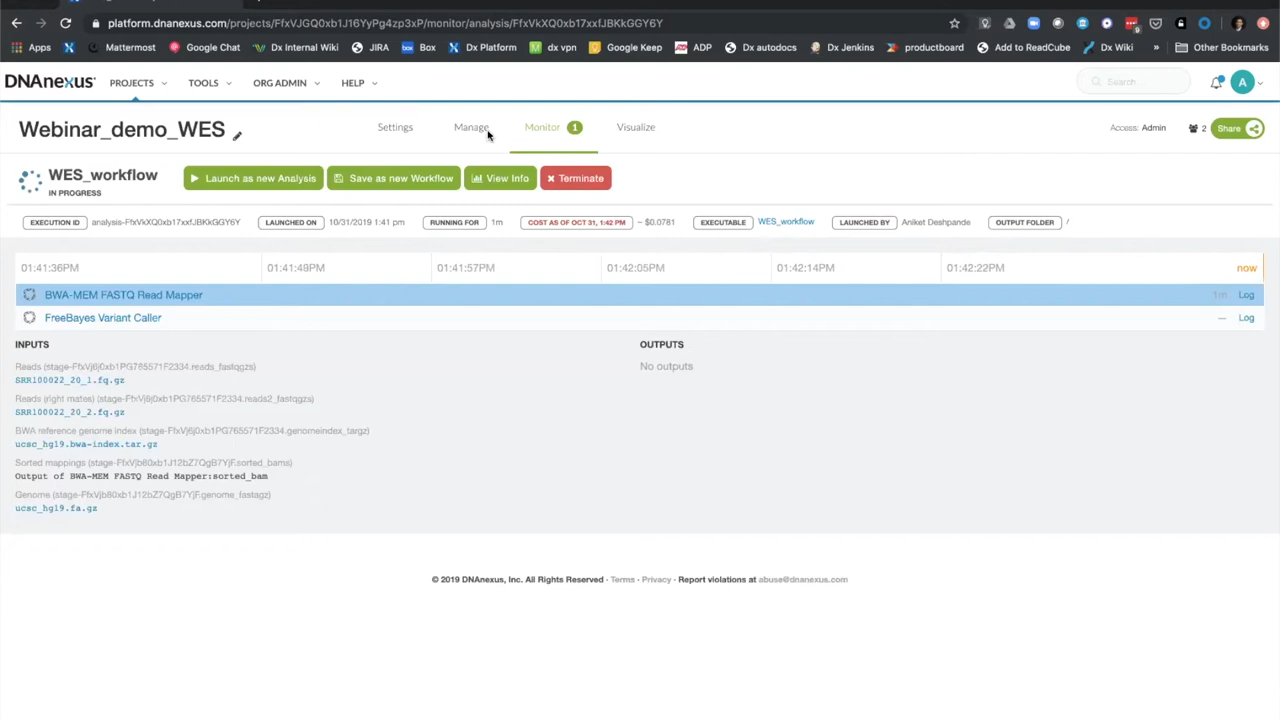 platform.dnanexus.com/projects/FfxVJGQ0xb1J16YyPg4zp3xP/monitor/analysis/FfxVkXQ0xb17xxfJBKkGGY6Y
Apps Mattermost Google Chat Dx Internal Wiki JIRA Box Dx Platform dx vpn Google Keep ADP Dx autodocs Dx Jenkins productboard Add to ReadCube Dx Wiki » Other Bookmarks
DNAnexus PROJECTS TOOLS ORG ADMIN HELP Search... A
Webinar_demo_WES Settings Manage Monitor 1 Visualize Access: Admin 2 Share
WES_workflow Launch as new Analysis Save as new Workflow View Info Terminate
IN PROGRESS
EXECUTION ID analysis-FfxVkXQ0xb17xxfJBKkGGY6Y LAUNCHED ON 10/31/2019 1:41 pm RUNNING FOR 1m COST AS OF OCT 31, 1:42 PM ~ $0.0781 EXECUTABLE WES_workflow LAUNCHED BY Aniket Deshpande OUTPUT FOLDER /
01:41:36PM 01:41:49PM 01:41:57PM 01:42:05PM 01:42:14PM 01:42:22PM now
BWA-MEM FASTQ Read Mapper 1m Log
FreeBayes Variant Caller — Log
INPUTS OUTPUTS
Reads (stage-FfxVj6j0xb1PG765571F2334.reads_fastqgzs) No outputs
SRR100022_20_1.fq.gz
Reads (right mates) (stage-FfxVj6j0xb1PG765571F2334.reads2_fastqgzs)
SRR100022_20_2.fq.gz
BWA reference genome index (stage-FfxVj6j0xb1PG765571F2334.genomeindex_targz)
ucsc_hg19.bwa-index.tar.gz
Sorted mappings (stage-FfxVjb80xb1J12bZ7QgB7YjF.sorted_bams)
Output of BWA-MEM FASTQ Read Mapper:sorted_bam
Genome (stage-FfxVjb80xb1J12bZ7QgB7YjF.genome_fastagz)
ucsc_hg19.fa.gz
© 2019 DNAnexus, Inc. All Rights Reserved · Terms · Privacy · Report violations at abuse@dnanexus.com